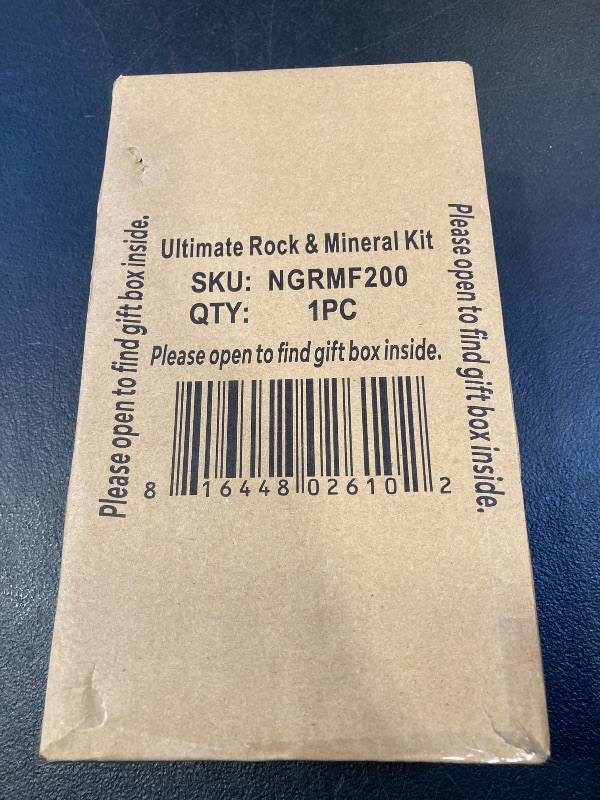 Ultimate Rock & Mineral Kit
SKU: NGRMF200
QTY: 1PC
Please open to find gift box inside.
8 16448 02610 2
Please open to find gift box inside.
Please open to find gift box inside.